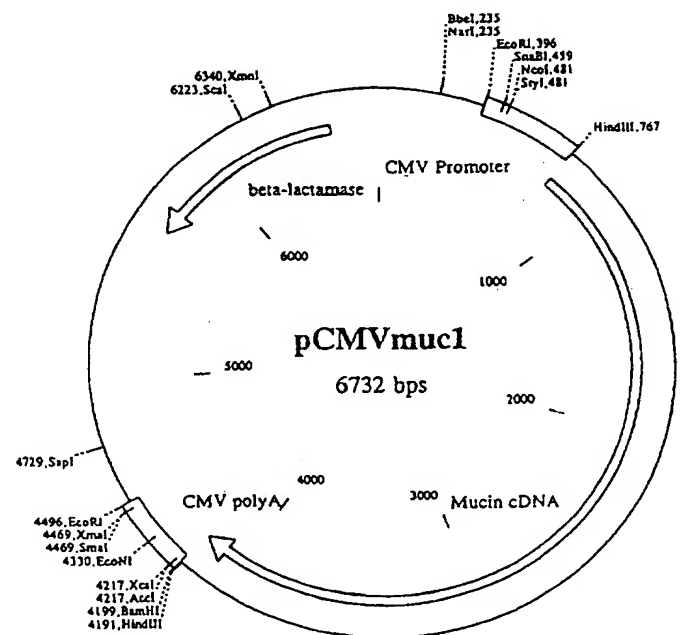 BbeI,235
NarI,235
EcoRI,396
SnaBI,459
NcoI,481
StyI,481
HindIII,767
6340,XmnI
6223,ScaI
CMV Promoter
beta-lactamase
6000
1000
pCMVmuc1
6732 bps
5000
2000
4729,SapI
CMV polyA
4000
3000
Mucin cDNA
4496,EcoRI
4469,XmaI
4469,SmaI
4330,EcoNI
4217,XcaI
4217,AccI
4199,BamHI
4191,HindIII